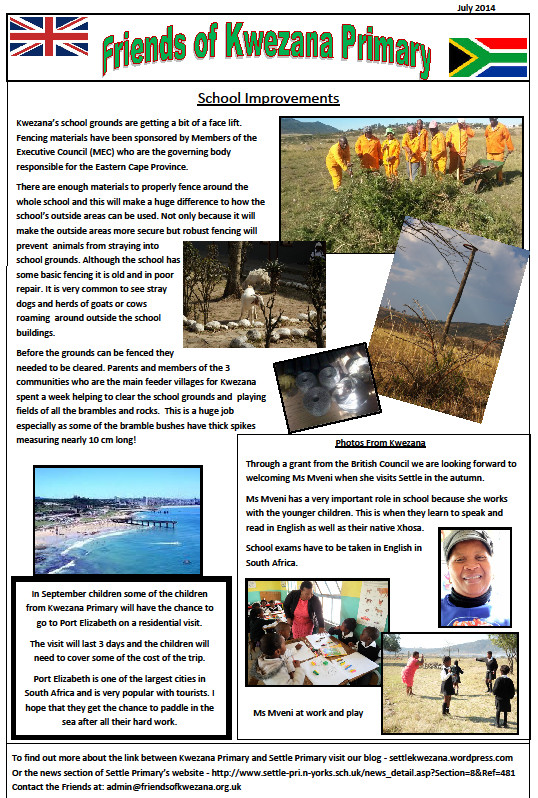 July 2014
Friends of Kwezana Primary
School Improvements
Kwezana's school grounds are getting a bit of a face lift.
Fencing materials have been sponsored by Members of the
Executive Council (MEC) who are the governing body
responsible for the Eastern Cape Province.
There are enough materials to properly fence around the
whole school and this will make a huge difference to how the
school's outside areas can be used. Not only because it will
make the outside areas more secure but robust fencing will
prevent animals from straying into
school grounds. Although the school has
some basic fencing it is old and in poor
repair. It is very common to see stray
dogs and herds of goats or cows
roaming around outside the school
buildings.
Before the grounds can be fenced they
needed to be cleared. Parents and members of the 3
communities who are the main feeder villages for Kwezana
spent a week helping to clear the school grounds and playing
fields of all the brambles and rocks. This is a huge job
especially as some of the bramble bushes have thick spikes
measuring nearly 10 cm long!
In September children some of the children
from Kwezana Primary will have the chance to
go to Port Elizabeth on a residential visit.
The visit will last 3 days and the children will
need to cover some of the cost of the trip.
Port Elizabeth is one of the largest cities in
South Africa and is very popular with tourists. I
hope that they get the chance to paddle in the
sea after all their hard work.
Photos From Kwezana
Through a grant from the British Council we are looking forward to
welcoming Ms Mveni when she visits Settle in the autumn.
Ms Mveni has a very important role in school because she works
with the younger children. This is when they learn to speak and
read in English as well as their native Xhosa.
School exams have to be taken in English in
South Africa.
Ms Mveni at work and play
To find out more about the link between Kwezana Primary and Settle Primary visit our blog - settlekwezana.wordpress.com
Or the news section of Settle Primary's website - http://www.settle-pri.n-yorks.sch.uk/news_detail.asp?Section=8&Ref=481
Contact the Friends at: admin@friendsofkwezana.org.uk